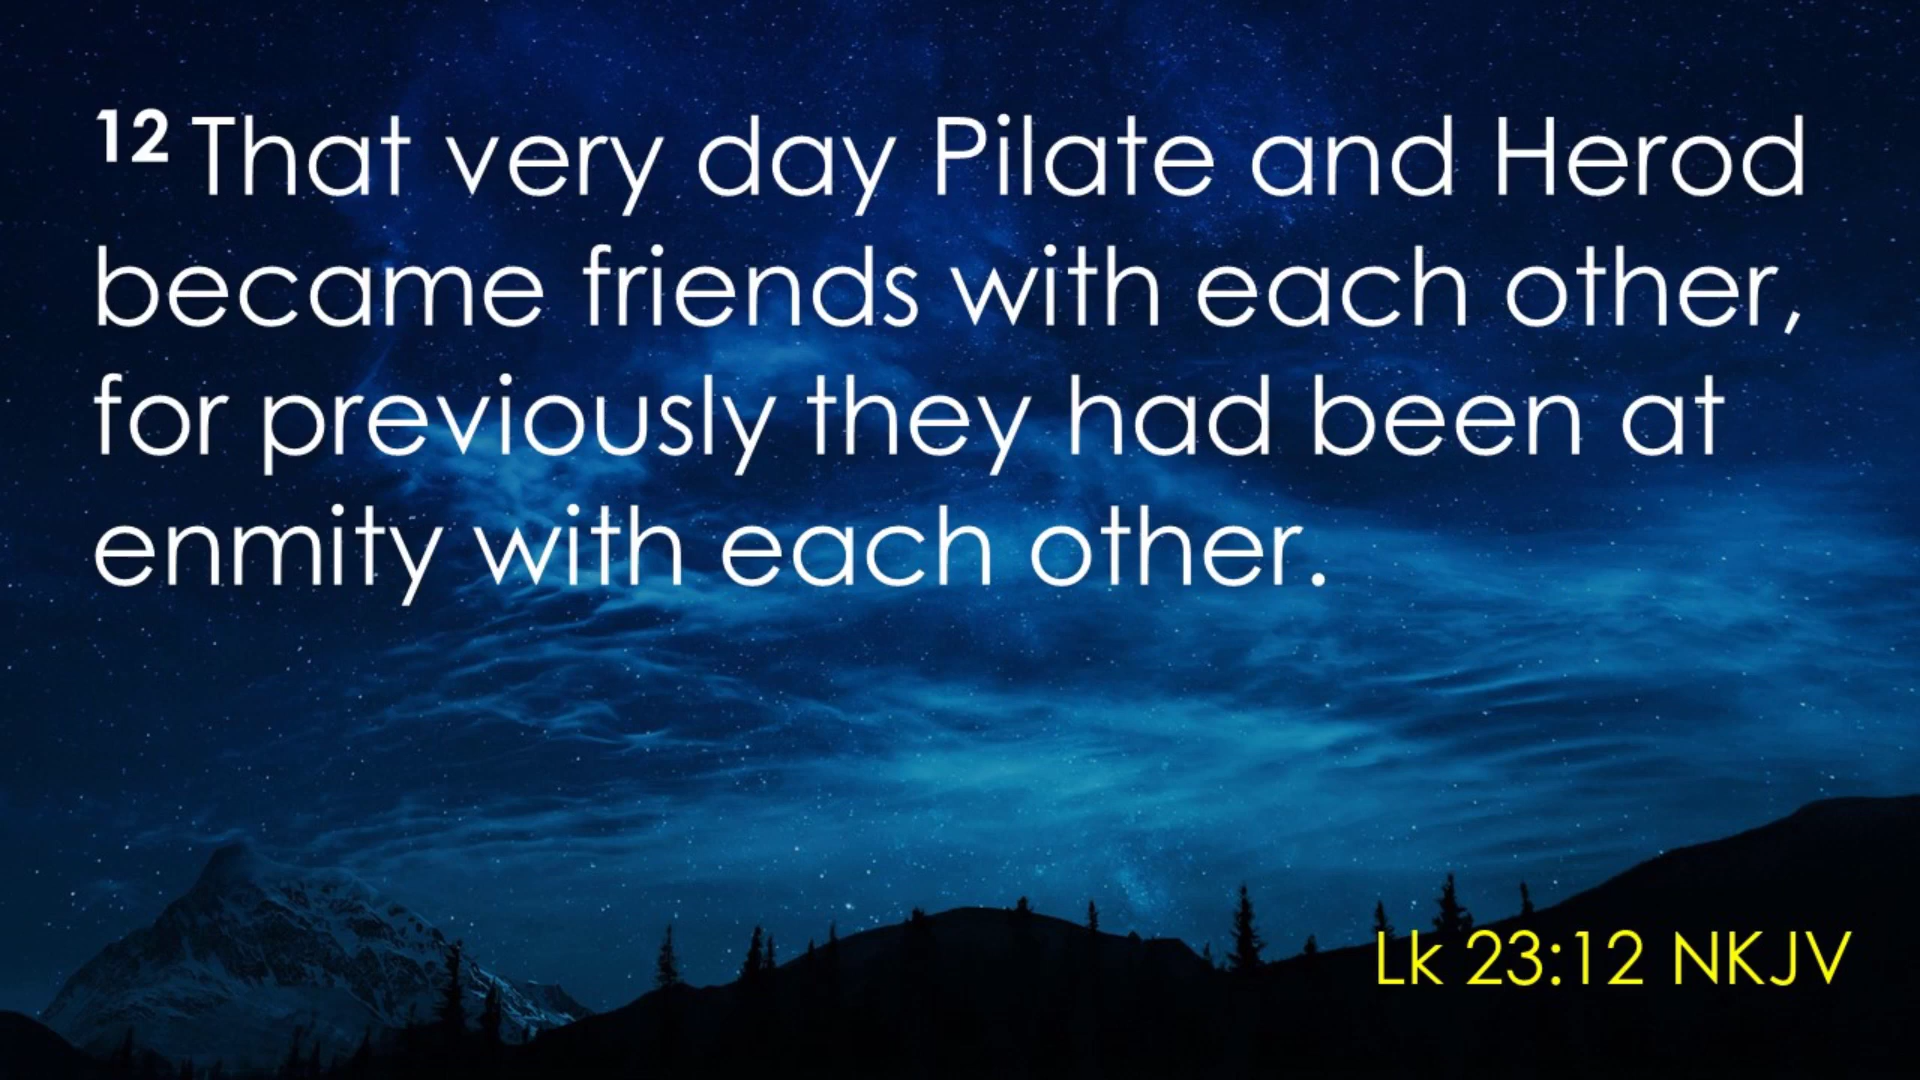 12 That very day Pilate and Herod
became friends with each other,
for previously they had been at
enmity with each other.
Lk 23:12 NKJV